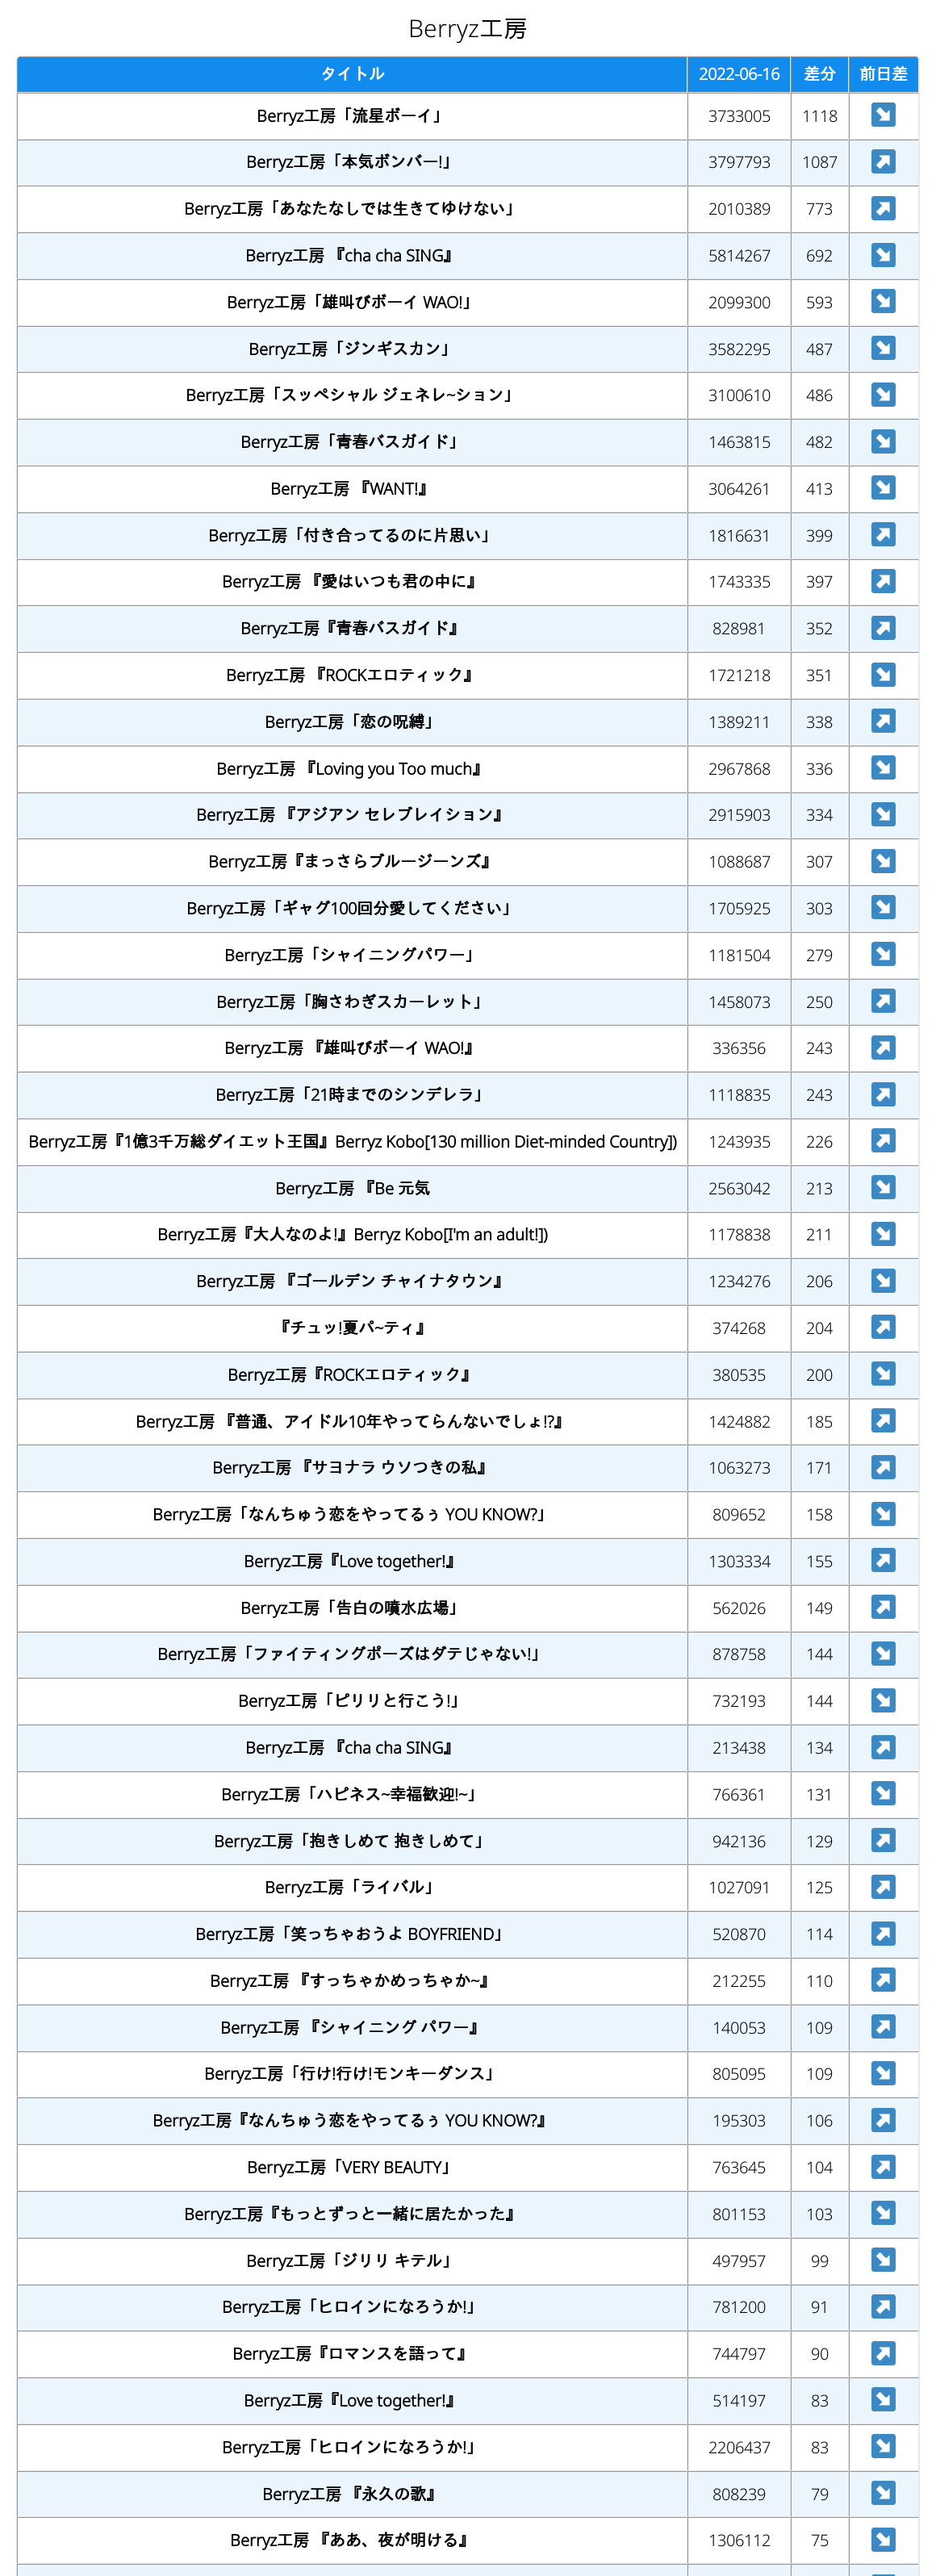 Berryz工房
タイトル 2022-06-16 差分 前日差
Berryz工房「流星ボーイ」 3733005 1118 ↘
Berryz工房「本気ボンバー!」 3797793 1087 ↗
Berryz工房「あなたなしでは生きてゆけない」 2010389 773 ↗
Berryz工房 『cha cha SING』 5814267 692 ↘
Berryz工房「雄叫びボーイ WAO!」 2099300 593 ↘
Berryz工房「ジンギスカン」 3582295 487 ↘
Berryz工房「スッペシャル ジェネレ~ション」 3100610 486 ↘
Berryz工房「青春バスガイド」 1463815 482 ↘
Berryz工房 『WANT!』 3064261 413 ↘
Berryz工房「付き合ってるのに片思い」 1816631 399 ↗
Berryz工房 『愛はいつも君の中に』 1743335 397 ↗
Berryz工房『青春バスガイド』 828981 352 ↗
Berryz工房 『ROCKエロティック』 1721218 351 ↘
Berryz工房「恋の呪縛」 1389211 338 ↗
Berryz工房 『Loving you Too much』 2967868 336 ↘
Berryz工房 『アジアン セレブレイション』 2915903 334 ↘
Berryz工房『まっさらブルージーンズ』 1088687 307 ↘
Berryz工房「ギャグ100回分愛してください」 1705925 303 ↘
Berryz工房「シャイニングパワー」 1181504 279 ↘
Berryz工房「胸さわぎスカーレット」 1458073 250 ↗
Berryz工房 『雄叫びボーイ WAO!』 336356 243 ↗
Berryz工房「21時までのシンデレラ」 1118835 243 ↗
Berryz工房『1億3千万総ダイエット王国』Berryz Kobo[130 million Diet-minded Country]) 1243935 226 ↗
Berryz工房 『Be 元気 2563042 213 ↘
Berryz工房『大人なのよ!』Berryz Kobo[I'm an adult!]) 1178838 211 ↘
Berryz工房 『ゴールデン チャイナタウン』 1234276 206 ↘
『チュッ!夏パ~ティ』 374268 204 ↗
Berryz工房『ROCKエロティック』 380535 200 ↘
Berryz工房 『普通、アイドル10年やってらんないでしょ!?』 1424882 185 ↗
Berryz工房 『サヨナラ ウソつきの私』 1063273 171 ↗
Berryz工房「なんちゅう恋をやってるぅ YOU KNOW?」 809652 158 ↘
Berryz工房『Love together!』 1303334 155 ↗
Berryz工房「告白の噴水広場」 562026 149 ↗
Berryz工房「ファイティングポーズはダテじゃない!」 878758 144 ↘
Berryz工房「ピリリと行こう!」 732193 144 ↘
Berryz工房 『cha cha SING』 213438 134 ↗
Berryz工房「ハピネス~幸福歓迎!~」 766361 131 ↘
Berryz工房「抱きしめて 抱きしめて」 942136 129 ↗
Berryz工房「ライバル」 1027091 125 ↗
Berryz工房「笑っちゃおうよ BOYFRIEND」 520870 114 ↗
Berryz工房 『すっちゃかめっちゃか~』 212255 110 ↗
Berryz工房 『シャイニング パワー』 140053 109 ↗
Berryz工房「行け!行け!モンキーダンス」 805095 109 ↘
Berryz工房『なんちゅう恋をやってるぅ YOU KNOW?』 195303 106 ↗
Berryz工房「VERY BEAUTY」 763645 104 ↗
Berryz工房『もっとずっと一緒に居たかった』 801153 103 ↘
Berryz工房「ジリリ キテル」 497957 99 ↘
Berryz工房「ヒロインになろうか!」 781200 91 ↗
Berryz工房『ロマンスを語って』 744797 90 ↗
Berryz工房『Love together!』 514197 83 ↘
Berryz工房「ヒロインになろうか!」 2206437 83 ↘
Berryz工房 『永久の歌』 808239 79 ↘
Berryz工房 『ああ、夜が明ける』 1306112 75 ↘